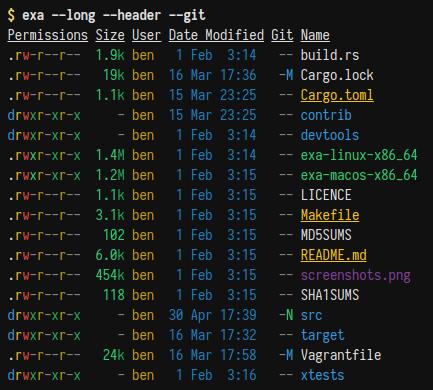 $ exa --long --header --git
Permissions Size User Date Modified Git Name
.rw-r--r-- 1.9k ben 1 Feb 3:14 -- build.rs
.rw-r--r-- 19k ben 16 Mar 17:36 -M Cargo.lock
.rw-r--r-- 1.1k ben 15 Mar 23:25 -- Cargo.toml
drwxr-xr-x - ben 15 Mar 23:25 -- contrib
drwxr-xr-x - ben 1 Feb 3:14 -- devtools
.rwxr-xr-x 1.4M ben 1 Feb 3:14 -- exa-linux-x86_64
.rwxr-xr-x 1.2M ben 1 Feb 3:15 -- exa-macos-x86_64
.rw-r--r-- 1.1k ben 1 Feb 3:15 -- LICENCE
.rw-r--r-- 3.1k ben 1 Feb 3:15 -- Makefile
.rw-r--r-- 102 ben 1 Feb 3:15 -- MD5SUMS
.rw-r--r-- 6.0k ben 1 Feb 3:15 -- README.md
.rw-r--r-- 454k ben 1 Feb 3:15 -- screenshots.png
.rw-r--r-- 118 ben 1 Feb 3:15 -- SHA1SUMS
drwxr-xr-x - ben 30 Apr 17:39 -N src
drwxr-xr-x - ben 16 Mar 17:32 -- target
.rw-r--r-- 24k ben 16 Mar 17:58 -M Vagrantfile
drwxr-xr-x - ben 1 Feb 3:16 -- xtests